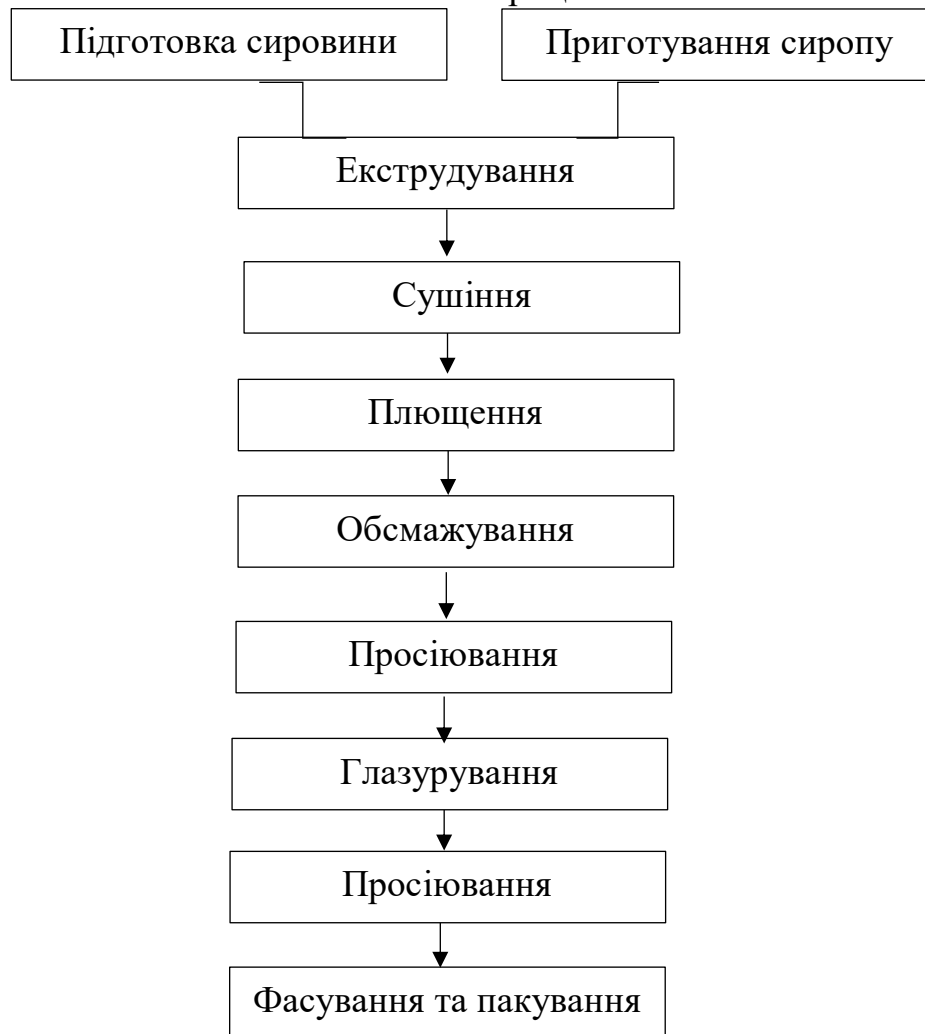 Підготовка сировини
Приготування сиропу
Екструдування
Сушіння
Плющення
Обсмажування
Просіювання
Глазурування
Просіювання
Фасування та пакування